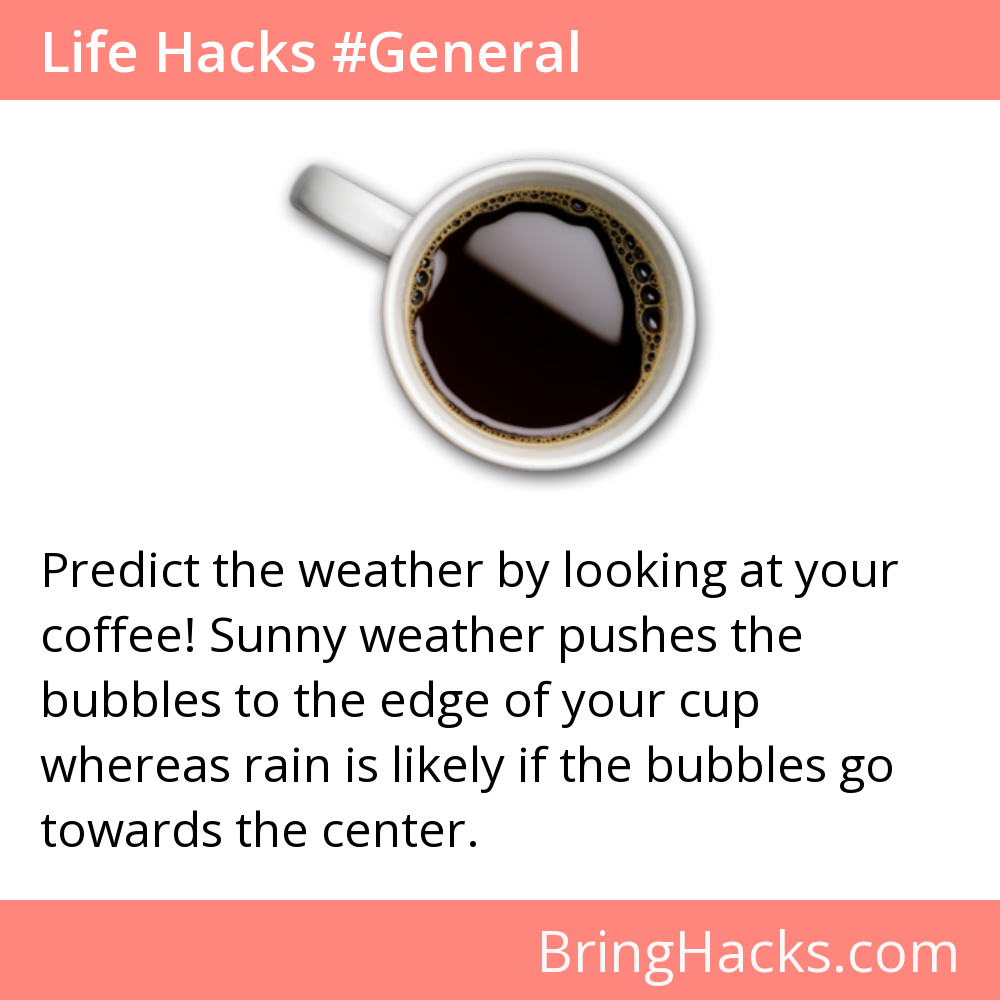 Life Hacks #General
Predict the weather by looking at your
coffee! Sunny weather pushes the
bubbles to the edge of your cup
whereas rain is likely if the bubbles go
towards the center.
BringHacks.com